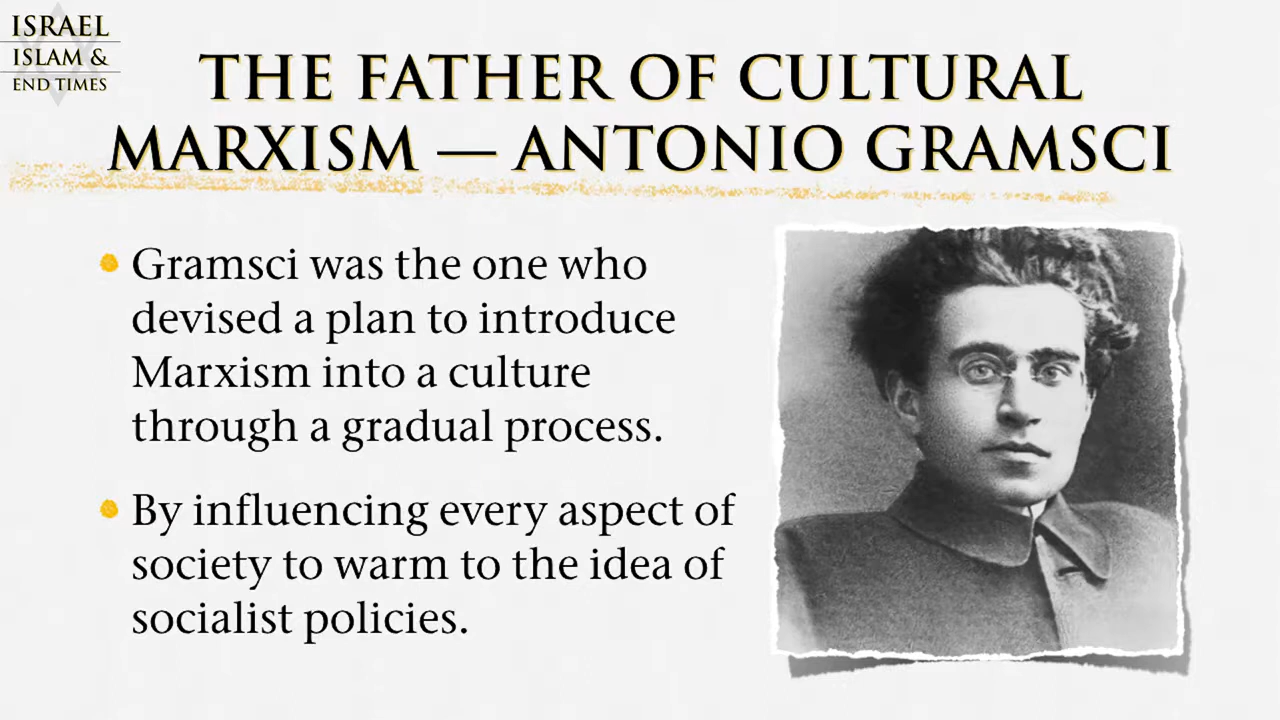 ISRAEL
ISLAM &
END TIMES
THE FATHER OF CULTURAL
MARXISM — ANTONIO GRAMSCI
Gramsci was the one who
devised a plan to introduce
Marxism into a culture
through a gradual process.
By influencing every aspect of
society to warm to the idea of
socialist policies.